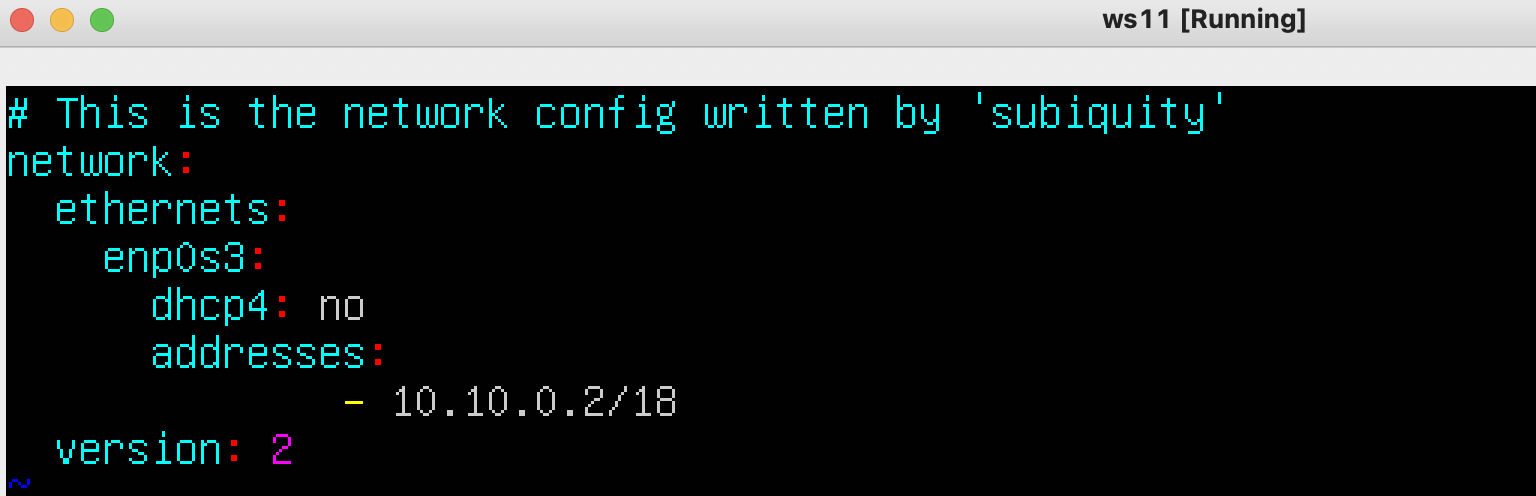 ws11 [Running]
# This is the network config written by 'subiquity'
network:
  ethernets:
    enp0s3:
      dhcp4: no
      addresses:
              - 10.10.0.2/18
  version: 2
~